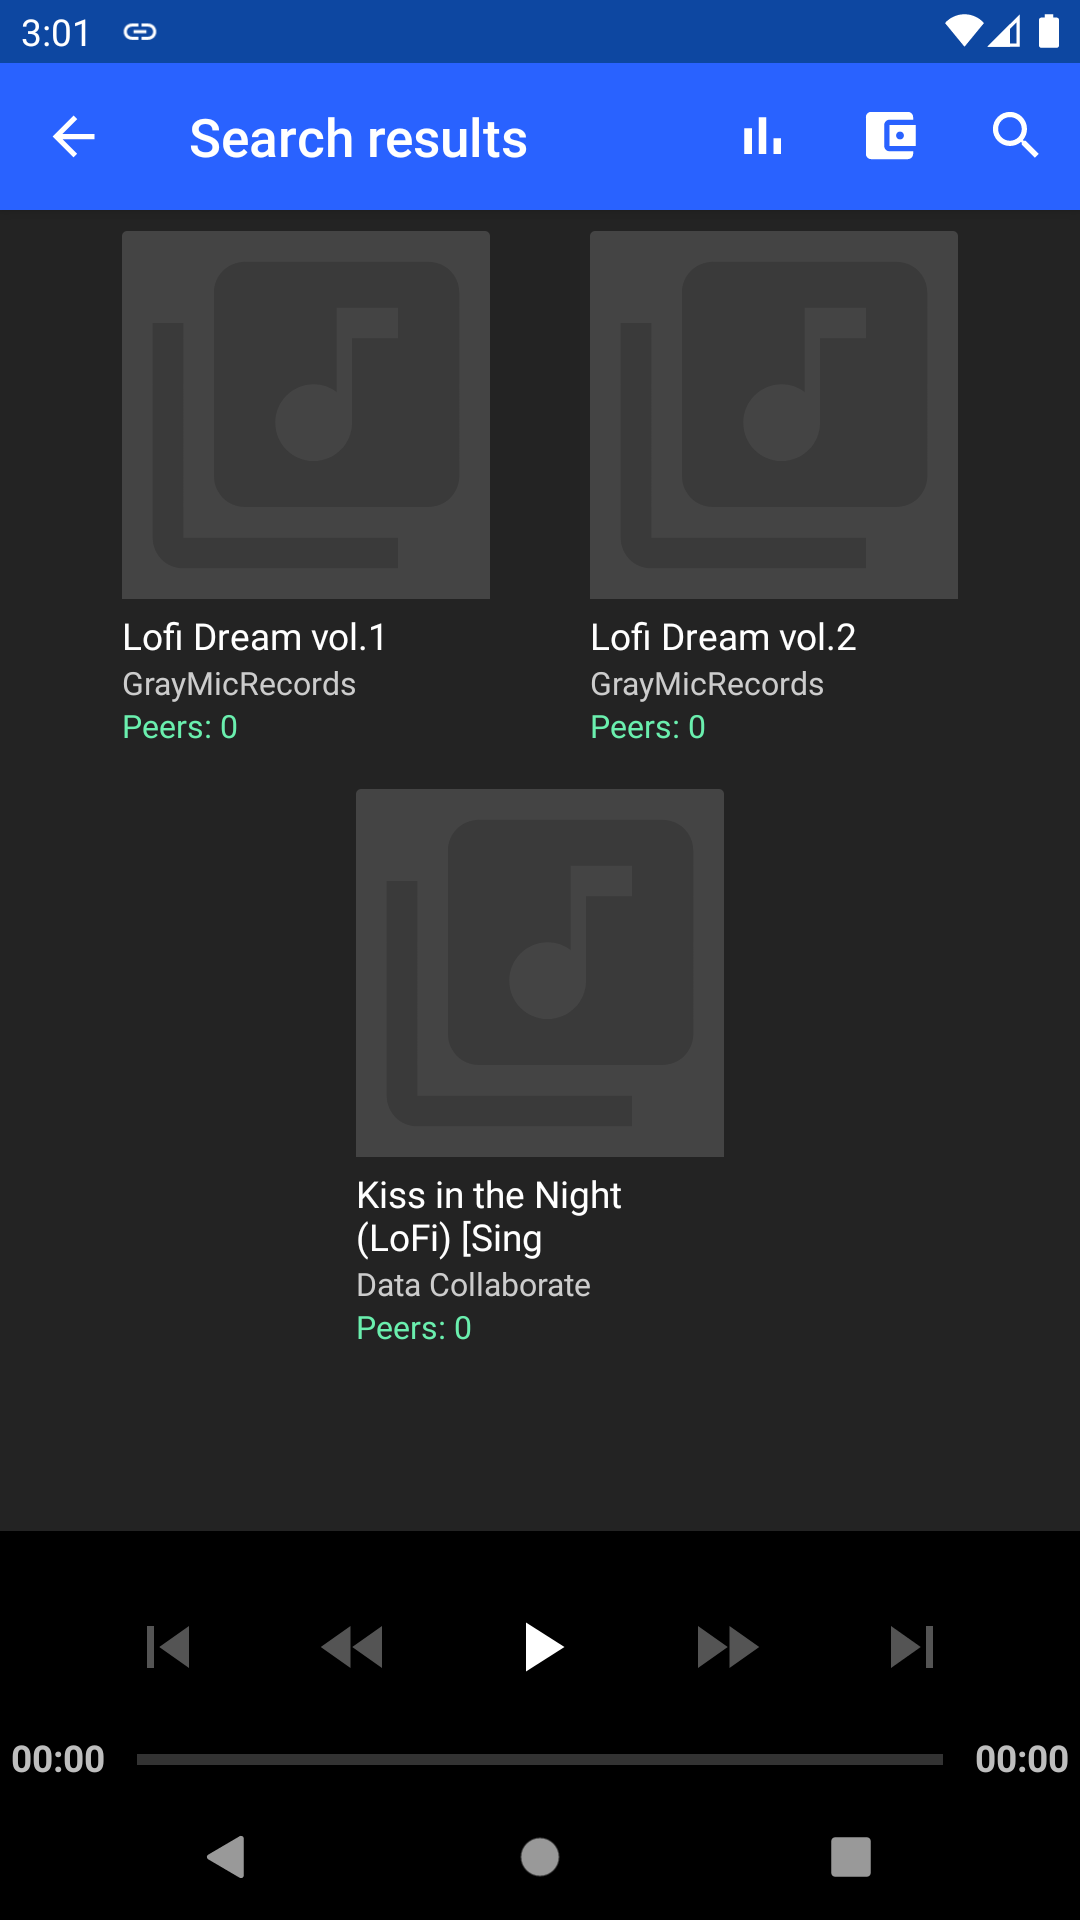 3:01
Search results
Lofi Dream vol.1
GrayMicRecords
Peers: 0
Lofi Dream vol.2
GrayMicRecords
Peers: 0
Kiss in the Night
(LoFi) [Sing
Data Collaborate
Peers: 0
00:00
00:00